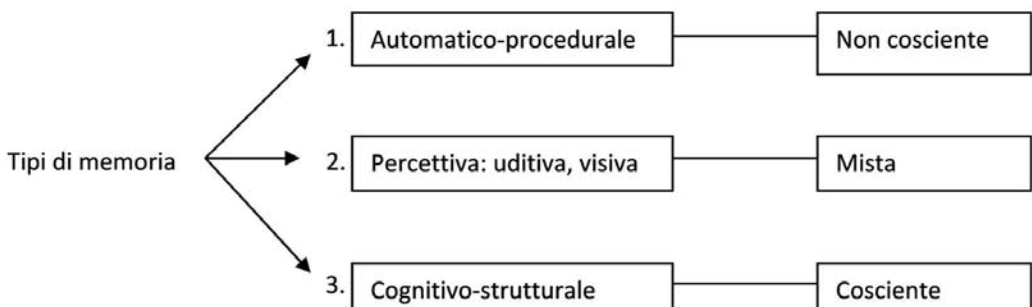 1. Automatico-procedurale Non cosciente
Tipi di memoria 2. Percettiva: uditiva, visiva Mista
3. Cognitivo-strutturale Cosciente